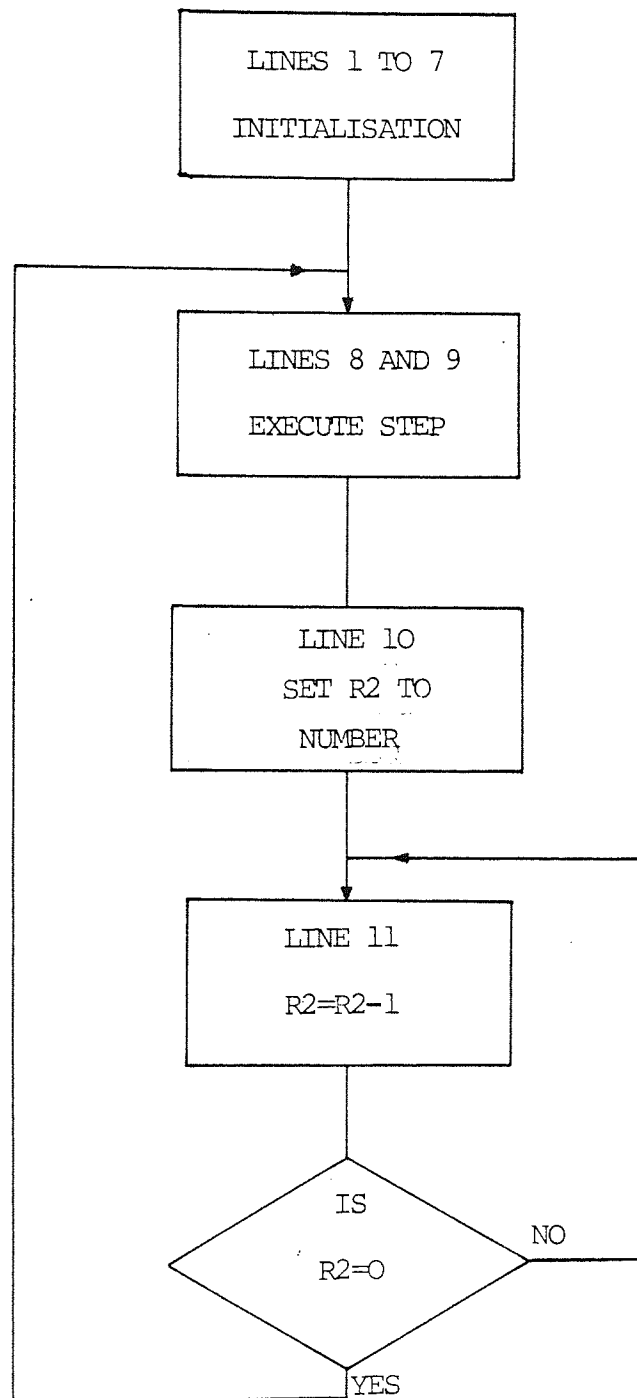 LINES 1 TO 7
INITIALISATION
LINES 8 AND 9
EXECUTE STEP
LINE 10
SET R2 TO
NUMBER
LINE 11
R2=R2-1
IS
R2=O
NO
YES